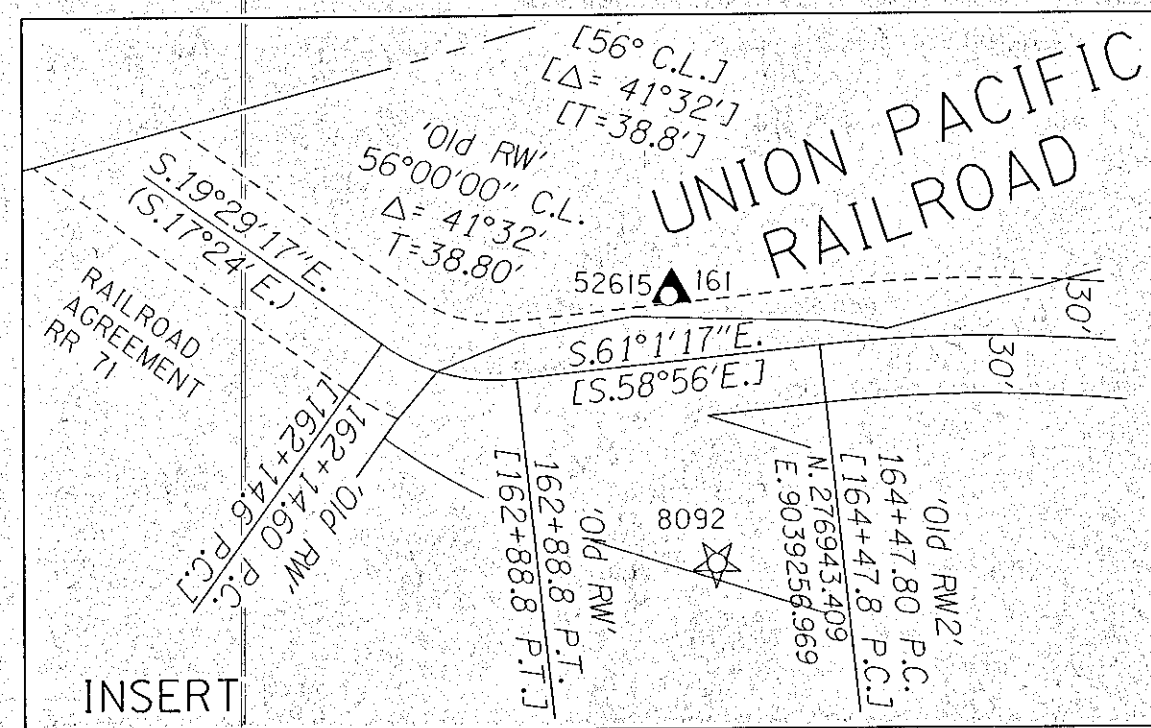 [56° C.L.]
[Δ= 41°32']
[T=38.8']
UNION PACIFIC
RAILROAD
'Old RW'
56°00'00" C.L.
Δ= 41°32'
T=38.80'
S.19°29'17"E.
(S.17°24'E.)
RAILROAD
AGREEMENT
RR 71
52615 161
30'
30'
S.61°1'17"E.
[S.58°56'E.]
'Old RW'
162+14.60 P.C.
[162+14.6 P.C.]
'Old RW'
162+88.8 P.T.
[162+88.8 P.T.]
8092
'Old RW2'
164+47.80 P.C.
[164+47.8 P.C.]
N. 276943.409
E. 9039256.969
INSERT